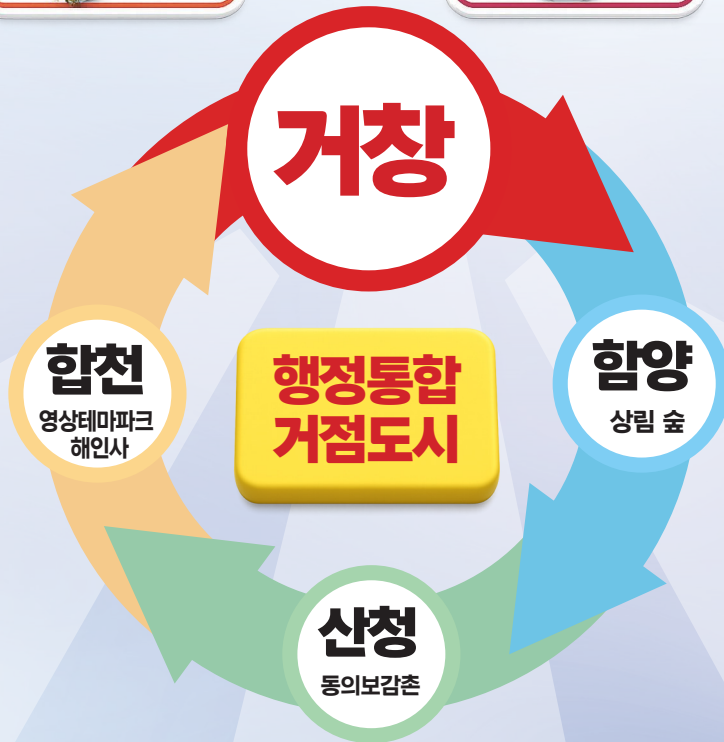 거창
합천
영상테마파크
해인사
행정통합
거점도시
함양
상림 숲
산청
동의보감촌